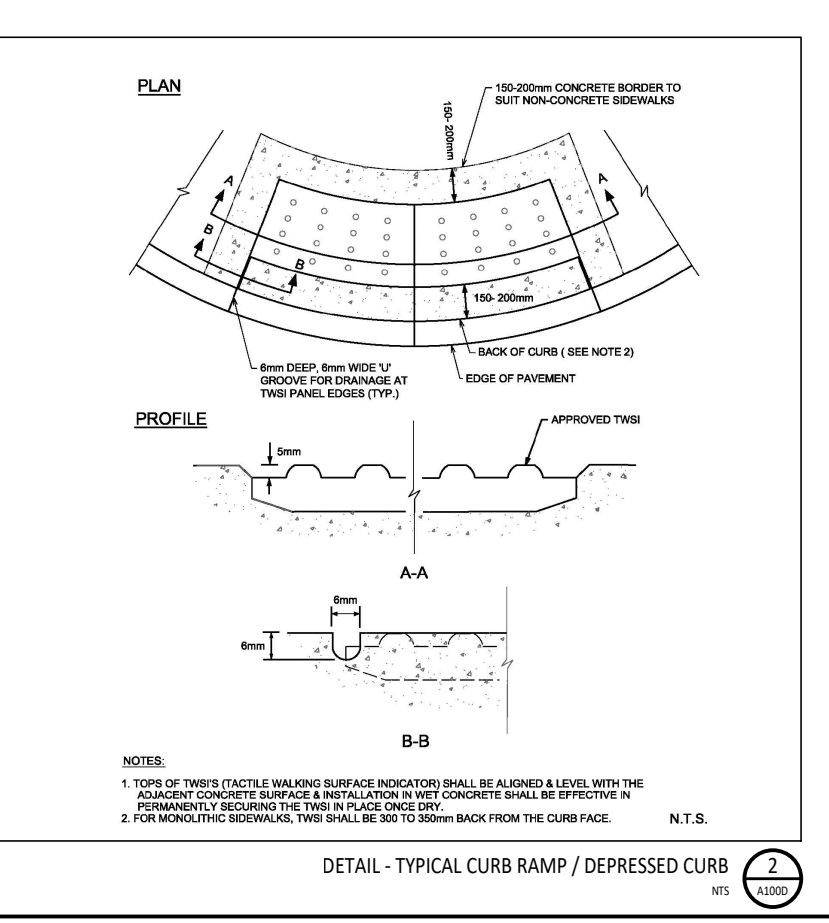 PLAN
150-200mm CONCRETE BORDER TO
SUIT NON-CONCRETE SIDEWALKS
150- 200mm
A
A
B
B
150- 200mm
BACK OF CURB ( SEE NOTE 2)
EDGE OF PAVEMENT
6mm DEEP, 6mm WIDE 'U'
GROOVE FOR DRAINAGE AT
TWSI PANEL EDGES (TYP.)
PROFILE
APPROVED TWSI
5mm
A-A
6mm
6mm
B-B
NOTES:
1. TOPS OF TWSI'S (TACTILE WALKING SURFACE INDICATOR) SHALL BE ALIGNED & LEVEL WITH THE
ADJACENT CONCRETE SURFACE & INSTALLATION IN WET CONCRETE SHALL BE EFFECTIVE IN
PERMANENTLY SECURING THE TWSI IN PLACE ONCE DRY.
2. FOR MONOLITHIC SIDEWALKS, TWSI SHALL BE 300 TO 350mm BACK FROM THE CURB FACE.
N.T.S.
DETAIL - TYPICAL CURB RAMP / DEPRESSED CURB
NTS
2
A100D